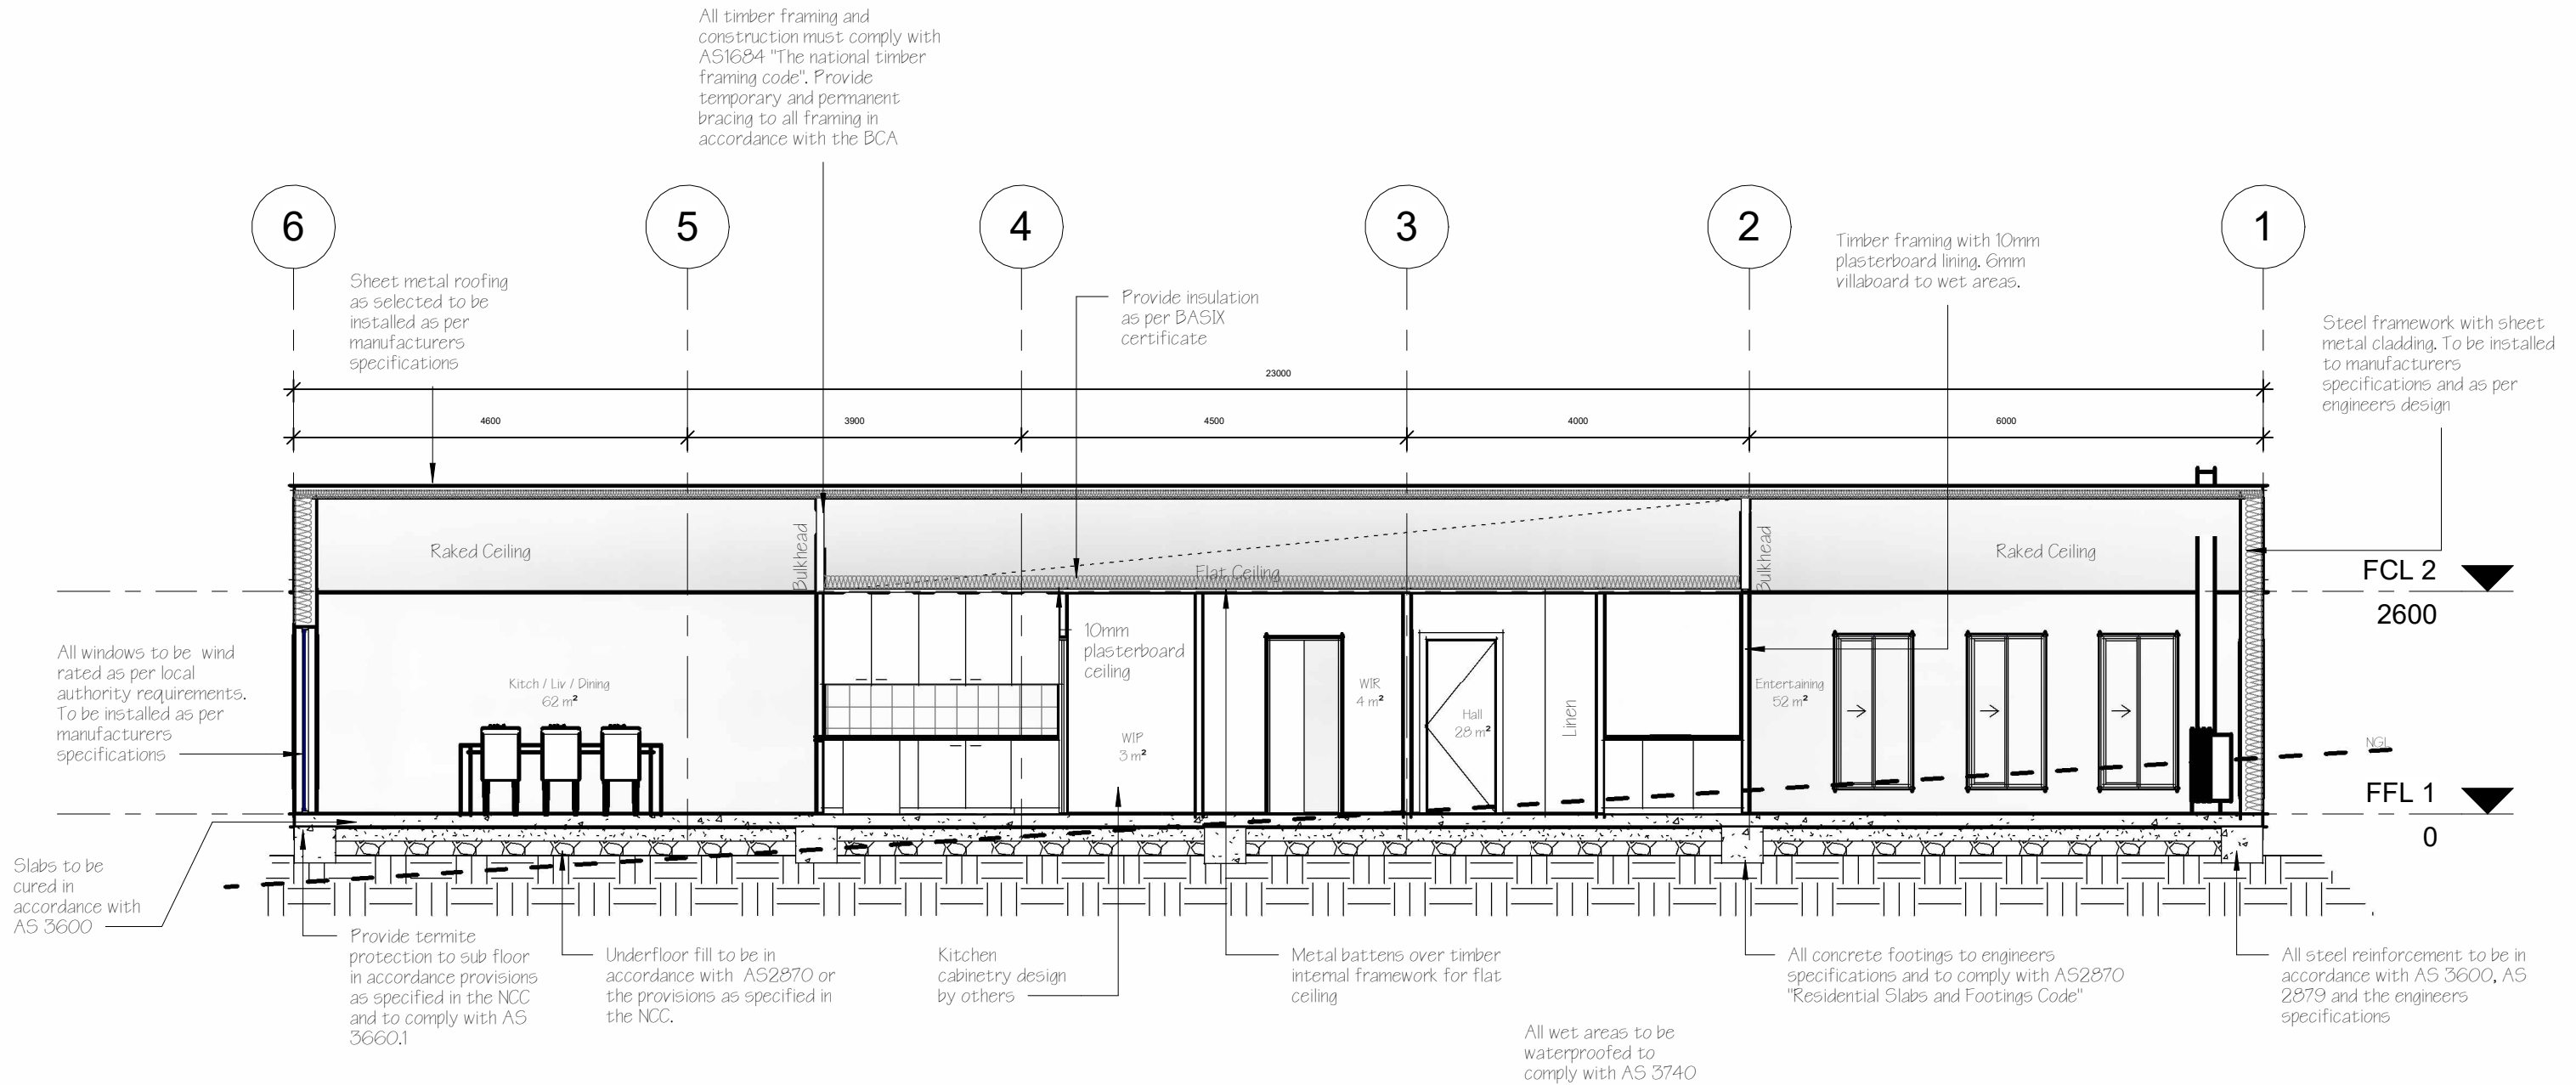 All timber framing and
construction must comply with
AS1684 "The national timber
framing code". Provide
temporary and permanent
bracing to all framing in
accordance with the BCA
6
5
4
3
2
1
Sheet metal roofing
as selected to be
installed as per
manufacturers
specifications
Provide insulation
as per BASIX
certificate
Timber framing with 10mm
plasterboard lining. 6mm
villaboard to wet areas.
Steel framework with sheet
metal cladding. To be installed
to manufacturers
specifications and as per
engineers design
23000
4600
3900
4500
4000
6000
Raked Ceiling
Bulkhead
Flat Ceiling
Bulkhead
Raked Ceiling
FCL 2
2600
All windows to be wind
rated as per local
authority requirements.
To be installed as per
manufacturers
specifications
Kitch / Liv / Dining
62 m²
10mm
plasterboard
ceiling
WIP
3 m²
WIR
4 m²
Hall
28 m²
Linen
Entertaining
52 m²
NGL
FFL 1
0
Slabs to be
cured in
accordance with
AS 3600
Provide termite
protection to sub floor
in accordance provisions
as specified in the NCC
and to comply with AS
3660.1
Underfloor fill to be in
accordance with AS2870 or
the provisions as specified in
the NCC.
Kitchen
cabinetry design
by others
Metal battens over timber
internal framework for flat
ceiling
All concrete footings to engineers
specifications and to comply with AS2870
"Residential Slabs and Footings Code"
All steel reinforcement to be in
accordance with AS 3600, AS
2879 and the engineers
specifications
All wet areas to be
waterproofed to
comply with AS 3740